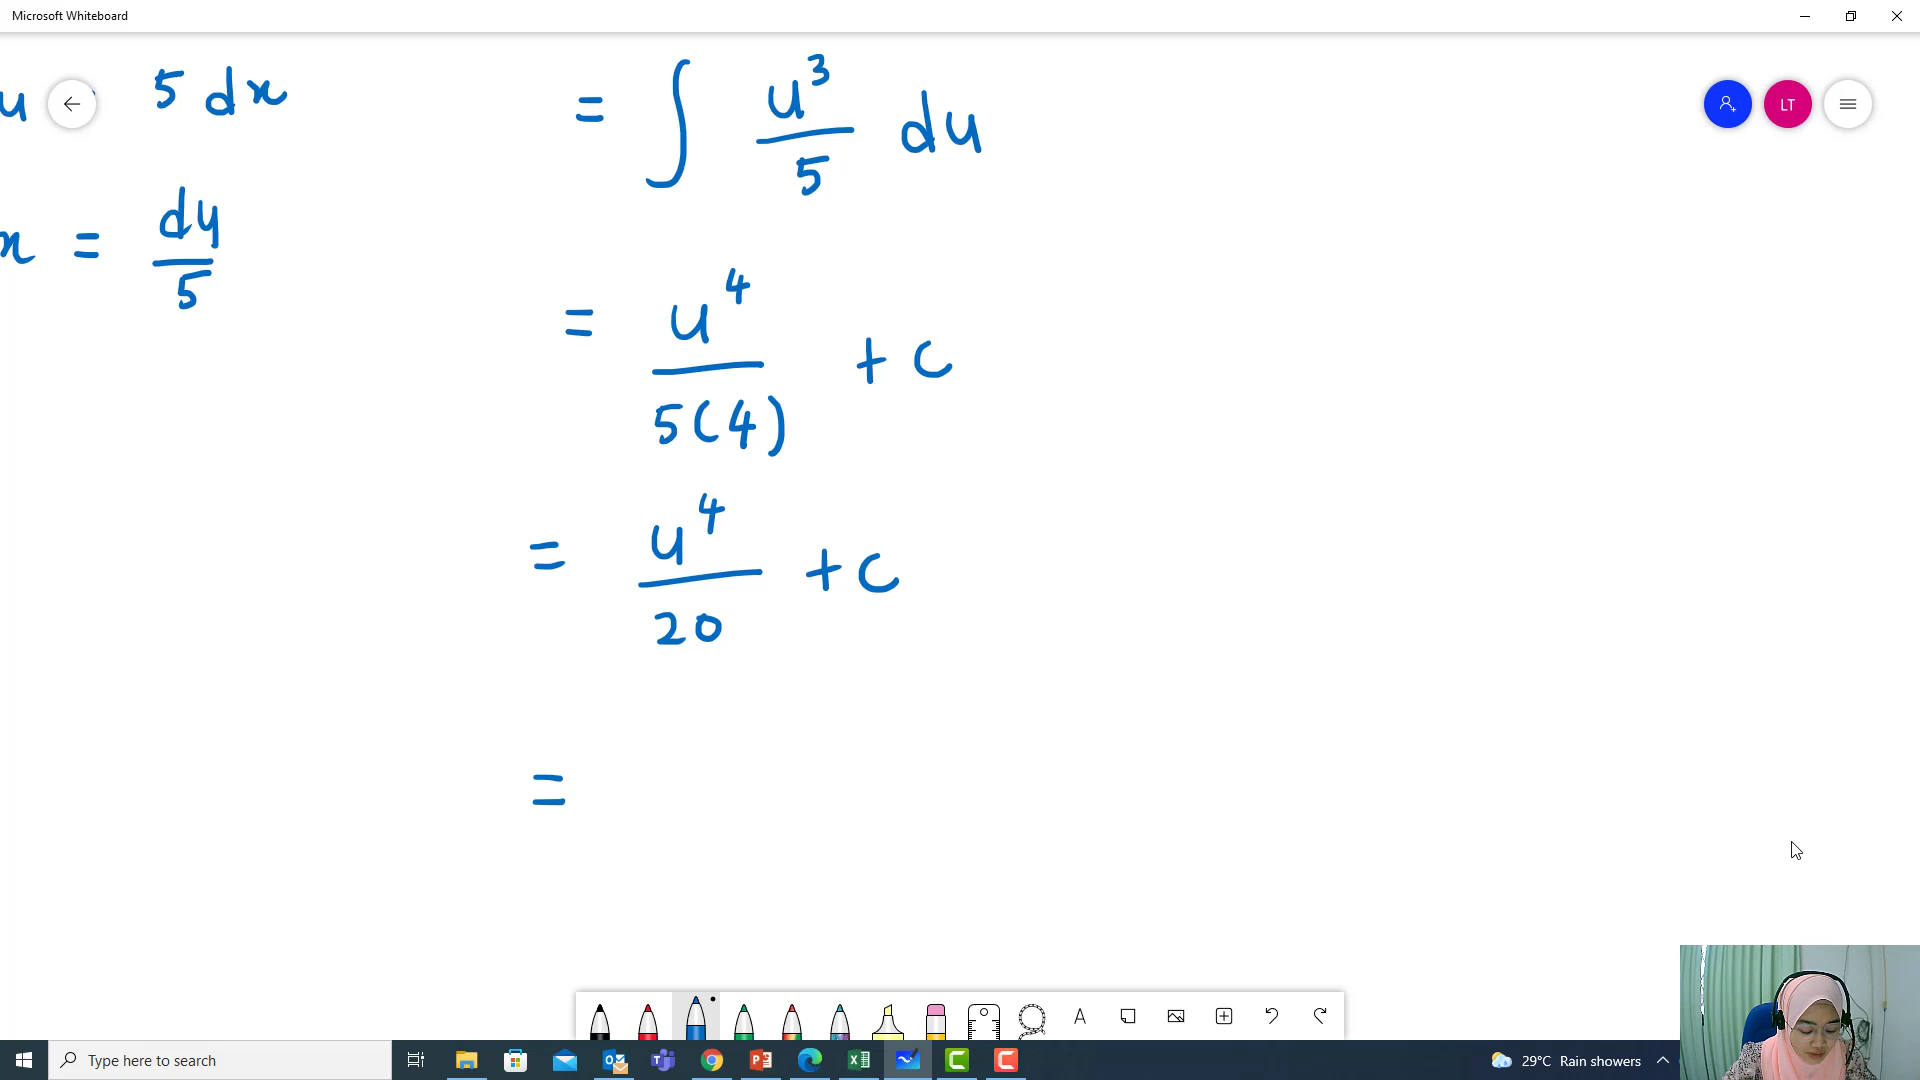 Microsoft Whiteboard
u 5 dx
x = du/5
= ∫ u³/5 du
= u⁴/5(4) + c
= u⁴/20 + c
=
LT
A
Type here to search
29°C Rain showers